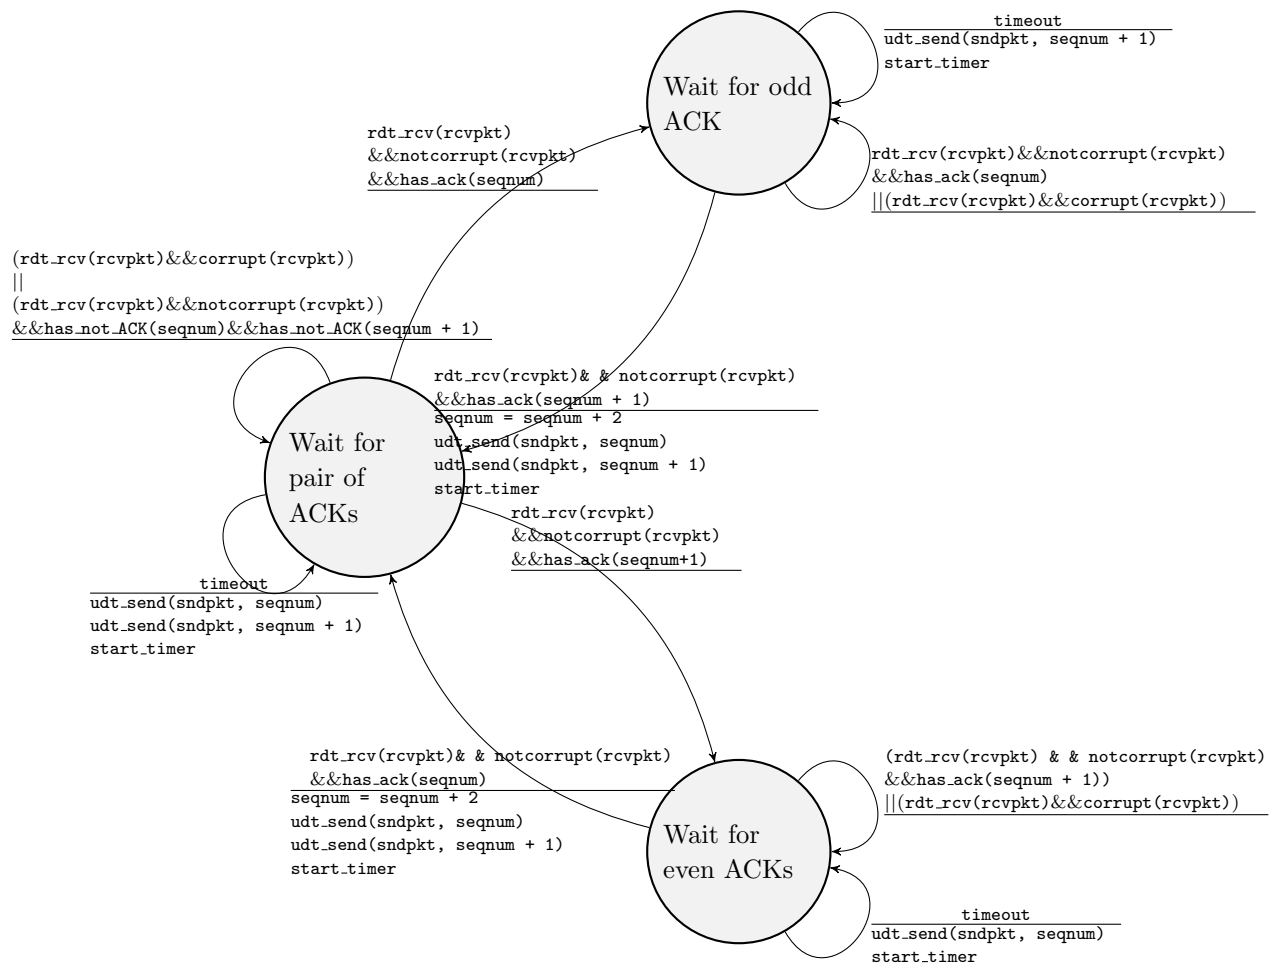 timeout
udt_send(sndpkt, seqnum + 1)
start_timer
Wait for odd
ACK
rdt_rcv(rcvpkt)
&&notcorrupt(rcvpkt)
&&has_ack(seqnum)
rdt_rcv(rcvpkt)&&notcorrupt(rcvpkt)
&&has_ack(seqnum)
||(rdt_rcv(rcvpkt)&&corrupt(rcvpkt))
(rdt_rcv(rcvpkt)&&corrupt(rcvpkt))
||
(rdt_rcv(rcvpkt)&&notcorrupt(rcvpkt))
&&has_not_ACK(seqnum)&&has_not_ACK(seqnum + 1)
rdt_rcv(rcvpkt)& & notcorrupt(rcvpkt)
&&has_ack(seqnum + 1)
seqnum = seqnum + 2
udt_send(sndpkt, seqnum)
udt_send(sndpkt, seqnum + 1)
start_timer
Wait for
pair of
ACKs
rdt_rcv(rcvpkt)
&&notcorrupt(rcvpkt)
&&has_ack(seqnum+1)
timeout
udt_send(sndpkt, seqnum)
udt_send(sndpkt, seqnum + 1)
start_timer
rdt_rcv(rcvpkt)& & notcorrupt(rcvpkt)
&&has_ack(seqnum)
seqnum = seqnum + 2
udt_send(sndpkt, seqnum)
udt_send(sndpkt, seqnum + 1)
start_timer
(rdt_rcv(rcvpkt) & & notcorrupt(rcvpkt)
&&has_ack(seqnum + 1))
||(rdt_rcv(rcvpkt)&&corrupt(rcvpkt))
Wait for
even ACKs
timeout
udt_send(sndpkt, seqnum)
start_timer